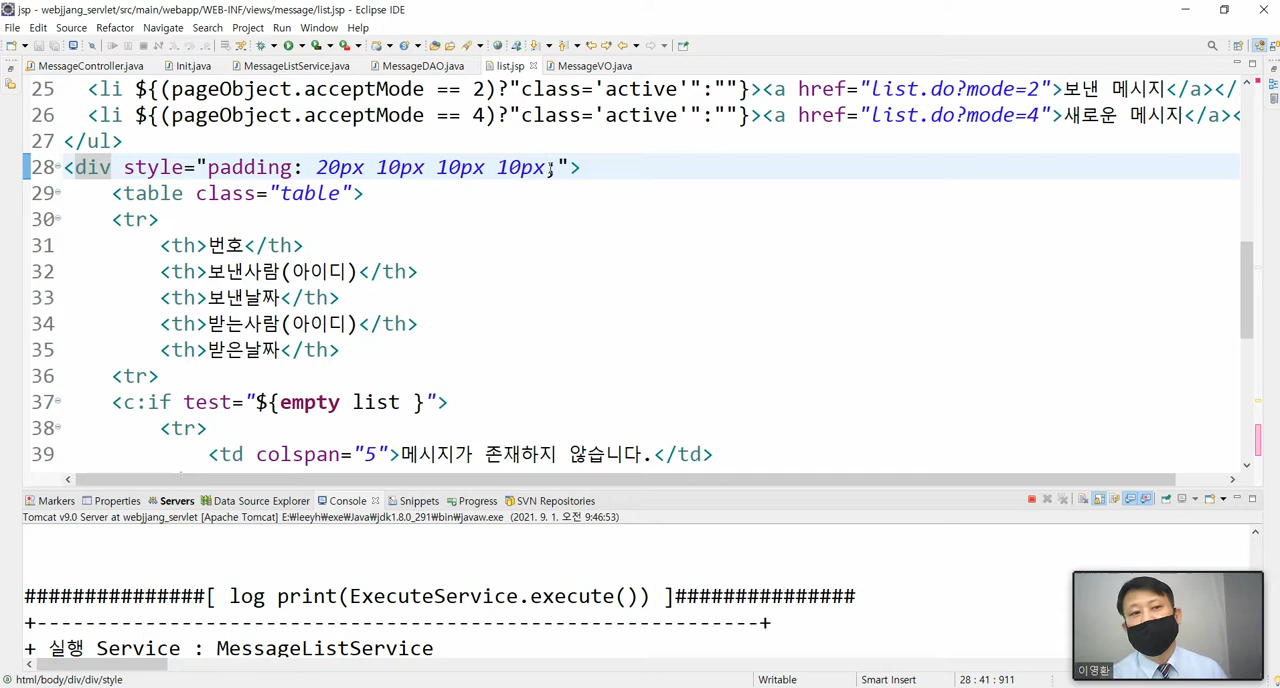 jsp - webjjang_servlet/src/main/webapp/WEB-INF/views/message/list.jsp - Eclipse IDE
File Edit Source Refactor Navigate Search Project Run Window Help
MessageController.java Init.java MessageListService.java MessageDAO.java list.jsp MessageVO.java
25 <li ${(pageObject.acceptMode == 2)?"class='active'":""}><a href="list.do?mode=2">보낸 메시지</a></
26 <li ${(pageObject.acceptMode == 4)?"class='active'":""}><a href="list.do?mode=4">새로운 메시지</a><
27 </ul>
28 <div style="padding: 20px 10px 10px 10px;">
29 <table class="table">
30 <tr>
31 <th>번호</th>
32 <th>보낸사람(아이디)</th>
33 <th>보낸날짜</th>
34 <th>받는사람(아이디)</th>
35 <th>받은날짜</th>
36 <tr>
37 <c:if test="${empty list }">
38 <tr>
39 <td colspan="5">메시지가 존재하지 않습니다.</td>
Markers Properties Servers Data Source Explorer Console Snippets Progress SVN Repositories
Tomcat v9.0 Server at webjjang_servlet [Apache Tomcat] E:₩leeyh₩exe₩Java₩jdk1.8.0_291₩bin₩javaw.exe (2021. 9. 1. 오전 9:46:53)
###############[ log print(ExecuteService.execute()) ]###############
+-------------------------------------------------------------+
+ 실행 Service : MessageListService
이영환
html/body/div/div/style Writable Smart Insert 28 : 41 : 911